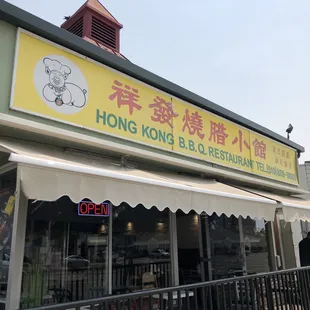 祥發燒腊小館
HONG KONG B.B.Q. RESTAURANT
OPEN